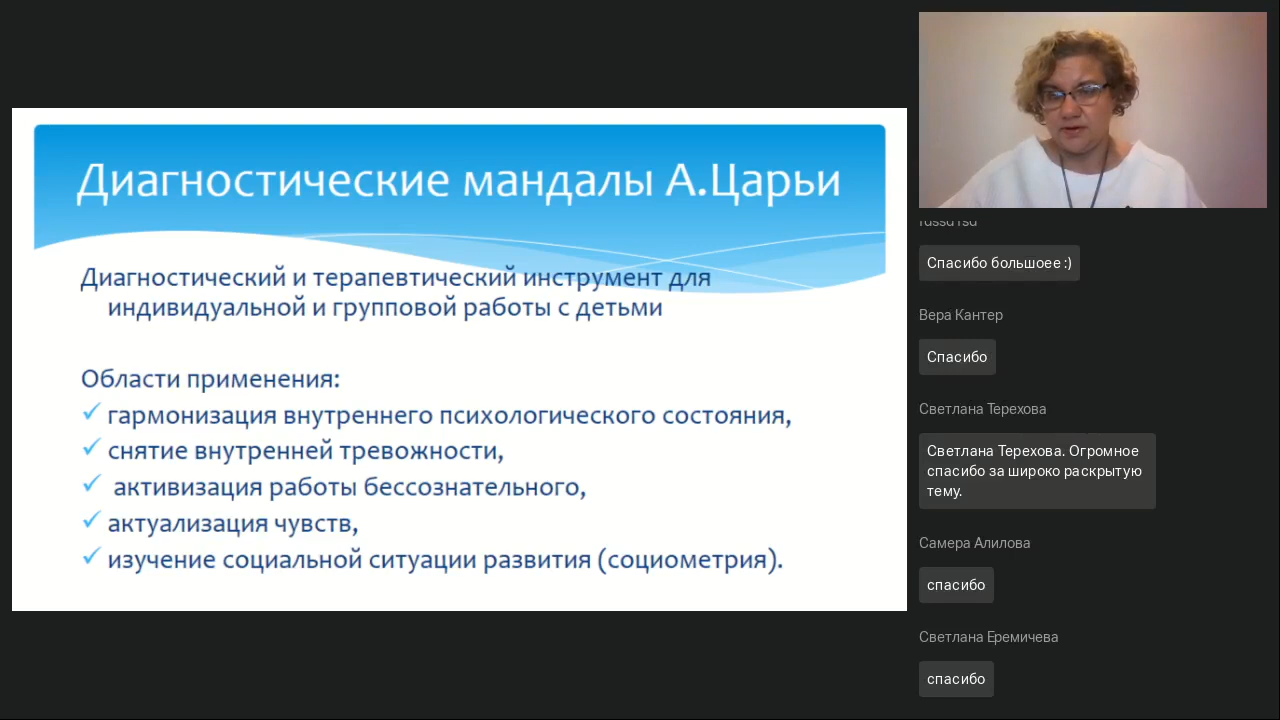 Диагностические мандалы А.Царьи
Диагностический и терапевтический инструмент для
индивидуальной и групповой работы с детьми
Области применения:
гармонизация внутреннего психологического состояния,
снятие внутренней тревожности,
активизация работы бессознательного,
актуализация чувств,
изучение социальной ситуации развития (социометрия).
Спасибо большоее :)
Вера Кантер
Спасибо
Светлана Терехова
Светлана Терехова. Огромное
спасибо за широко раскрытую
тему.
Самера Алилова
спасибо
Светлана Еремичева
спасибо